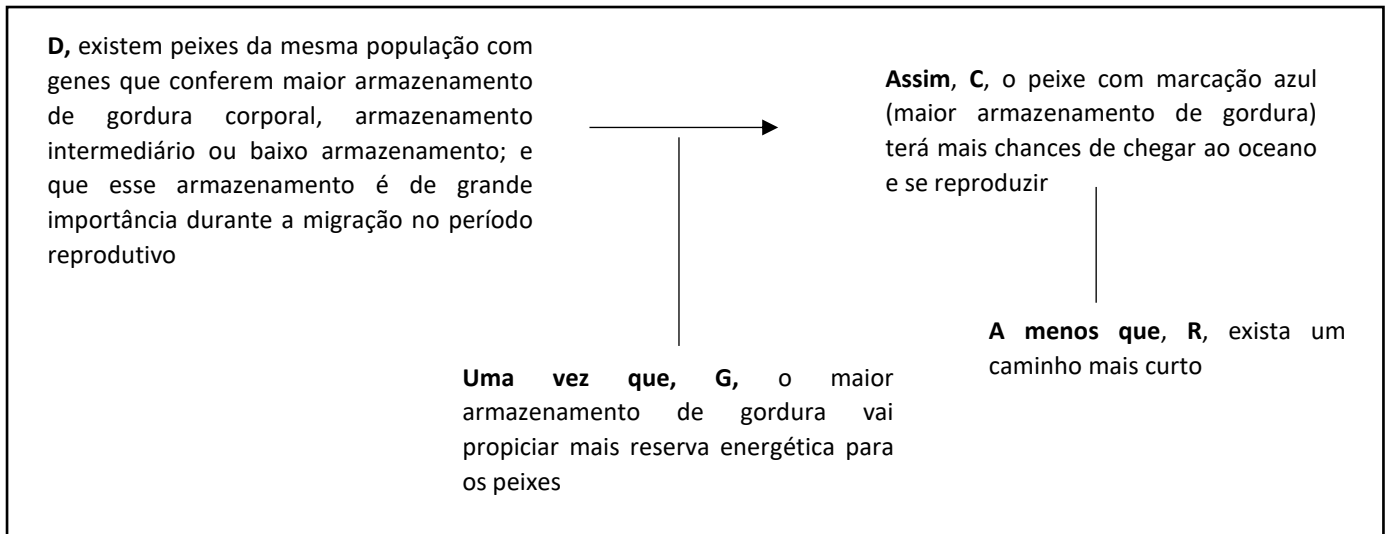 D, existem peixes da mesma população com
genes que conferem maior armazenamento
de gordura corporal, armazenamento
intermediário ou baixo armazenamento; e
que esse armazenamento é de grande
importância durante a migração no período
reprodutivo
Assim, C, o peixe com marcação azul
(maior armazenamento de gordura)
terá mais chances de chegar ao oceano
e se reproduzir
A menos que, R, exista um
caminho mais curto
Uma vez que, G, o maior
armazenamento de gordura vai
propiciar mais reserva energética para
os peixes